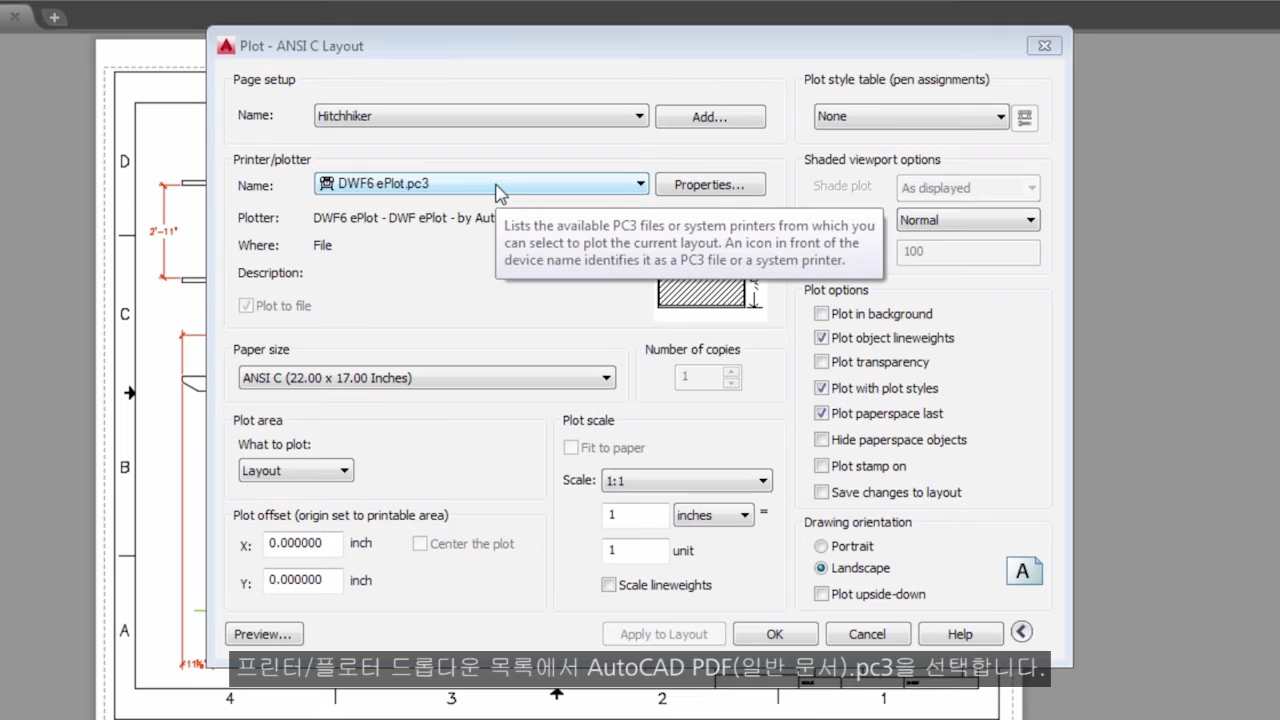 Plot - ANSI C Layout
Page setup
Name:
Hitchhiker
Add...
Printer/plotter
Name:
DWF6 ePlot.pc3
Properties...
Plotter:
DWF6 ePlot - DWF ePlot - by Aut
Where:
File
Description:
Plot to file
Lists the available PC3 files or system printers from which you
can select to plot the current layout. An icon in front of the
device name identifies it as a PC3 file or a system printer.
Paper size
ANSI C (22.00 x 17.00 Inches)
Number of copies
1
Plot area
What to plot:
Layout
Plot offset (origin set to printable area)
X:
0.000000
inch
Center the plot
Y:
0.000000
inch
Plot scale
Fit to paper
Scale:
1:1
1
inches
=
1
unit
Scale lineweights
Plot style table (pen assignments)
None
Shaded viewport options
Shade plot
As displayed
Normal
100
Plot options
Plot in background
Plot object lineweights
Plot transparency
Plot with plot styles
Plot paperspace last
Hide paperspace objects
Plot stamp on
Save changes to layout
Drawing orientation
Portrait
Landscape
Plot upside-down
A
Preview...
Apply to Layout
OK
Cancel
Help
프린터/플로터 드롭다운 목록에서 AutoCAD PDF(일반 문서).pc3을 선택합니다.
D
2'-11"
C
B
A
4
3
2
1